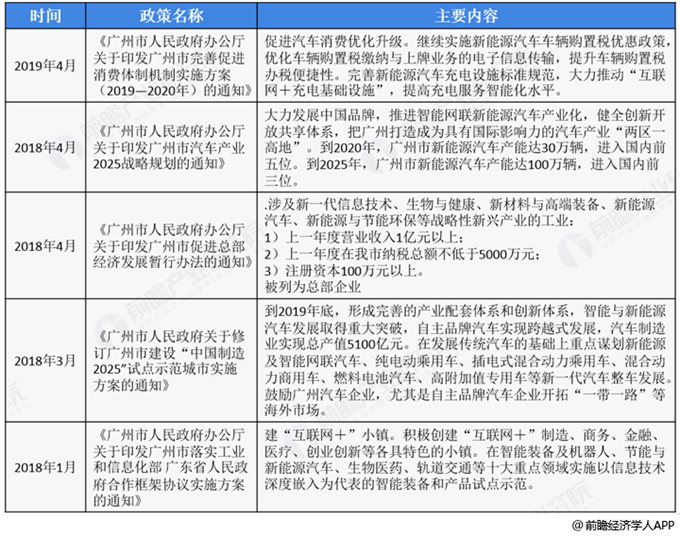 时间
政策名称
主要内容
2019年4月
《广州市人民政府办公厅
关于印发广州市完善促进
消费体制机制实施方案
（2019—2020年）的通知》
促进汽车消费优化升级。继续实施新能源汽车车辆购置税优惠政策，
优化车辆购置税缴纳与上牌业务的电子信息传输，提升车辆购置税
办税便捷性。完善新能源汽车充电设施标准规范，大力推动“互联
网＋充电基础设施”，提高充电服务智能化水平。
2018年4月
《广州市人民政府办公厅
关于印发广州市汽车产业
2025战略规划的通知》
大力发展中国品牌，推进智能网联新能源汽车产业化，健全创新开
放共享体系，把广州打造成为具有国际影响力的汽车产业“两区一
高地”。到2020年，广州市新能源汽车产能达30万辆，进入国内前
五位。到2025年，广州市新能源汽车产能达100万辆，进入国内前
三位。
2018年4月
《广州市人民政府办公厅
关于印发广州市促进总部
经济发展暂行办法的通知》
.涉及新一代信息技术、生物与健康、新材料与高端装备、新能源
汽车、新能源与节能环保等战略性新兴产业的工业：
1）上一年度营业收入1亿元以上；
2）上一年度在我市纳税总额不低于5000万元；
3）注册资本100万元以上。
被列为总部企业
2018年3月
《广州市人民政府关于修
订广州市建设“中国制造
2025”试点示范城市实施
方案的通知》
到2019年底，形成完善的产业配套体系和创新体系，智能与新能源
汽车发展取得重大突破，自主品牌汽车实现跨越式发展，汽车制造
业实现总产值5100亿元。在发展传统汽车的基础上重点谋划新能源
及智能网联汽车、纯电动乘用车、插电式混合动力乘用车、混合动
力商用车、燃料电池汽车、高附加值专用车等新一代汽车整车发展。
鼓励广州汽车企业，尤其是自主品牌汽车企业开拓“一带一路”等
海外市场。
2018年1月
《广州市人民政府办公厅
关于印发广州市落实工业
和信息化部 广东省人民政
府合作框架协议实施方案
的通知》
建“互联网＋”小镇。积极创建“互联网＋”制造、商务、金融、
医疗、创业创新等各具特色的小镇。在智能装备及机器人、节能与
新能源汽车、生物医药、轨道交通等十大重点领域实施以信息技术
深度嵌入为代表的智能装备和产品试点示范。
@前瞻经济学人APP